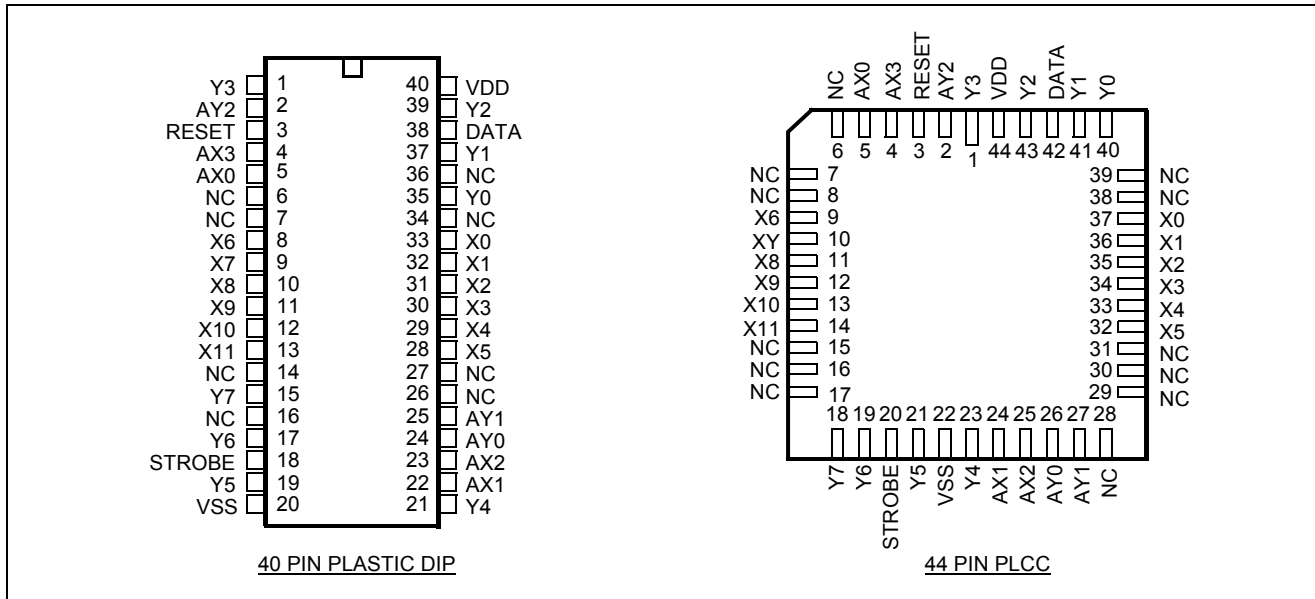 Y3 1 40 VDD
AY2 2 39 Y2
RESET 3 38 DATA
AX3 4 37 Y1
AX0 5 36 NC
NC 6 35 Y0
NC 7 34 NC
X6 8 33 X0
X7 9 32 X1
X8 10 31 X2
X9 11 30 X3
X10 12 29 X4
X11 13 28 X5
NC 14 27 NC
Y7 15 26 NC
NC 16 25 AY1
Y6 17 24 AY0
STROBE 18 23 AX2
Y5 19 22 AX1
VSS 20 21 Y4
40 PIN PLASTIC DIP
NC AX0 AX3 RESET AY2 Y3 VDD Y2 DATA Y1 Y0
6 5 4 3 2 1 44 43 42 41 40
NC 7 39 NC
NC 8 38 NC
X6 9 37 X0
XY 10 36 X1
X8 11 35 X2
X9 12 34 X3
X10 13 33 X4
X11 14 32 X5
NC 15 31 NC
NC 16 30 NC
NC 17 29 NC
18 19 20 21 22 23 24 25 26 27 28
Y7 Y6 STROBE Y5 VSS Y4 AX1 AX2 AY0 AY1 NC
44 PIN PLCC